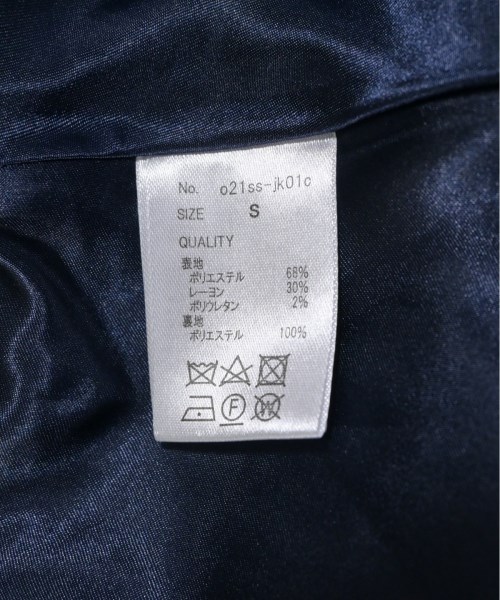 No. o21ss-jk01c
SIZE S
QUALITY
表地
ポリエステル 68%
レーヨン 30%
ポリウレタン 2%
裏地
ポリエステル 100%
F
W